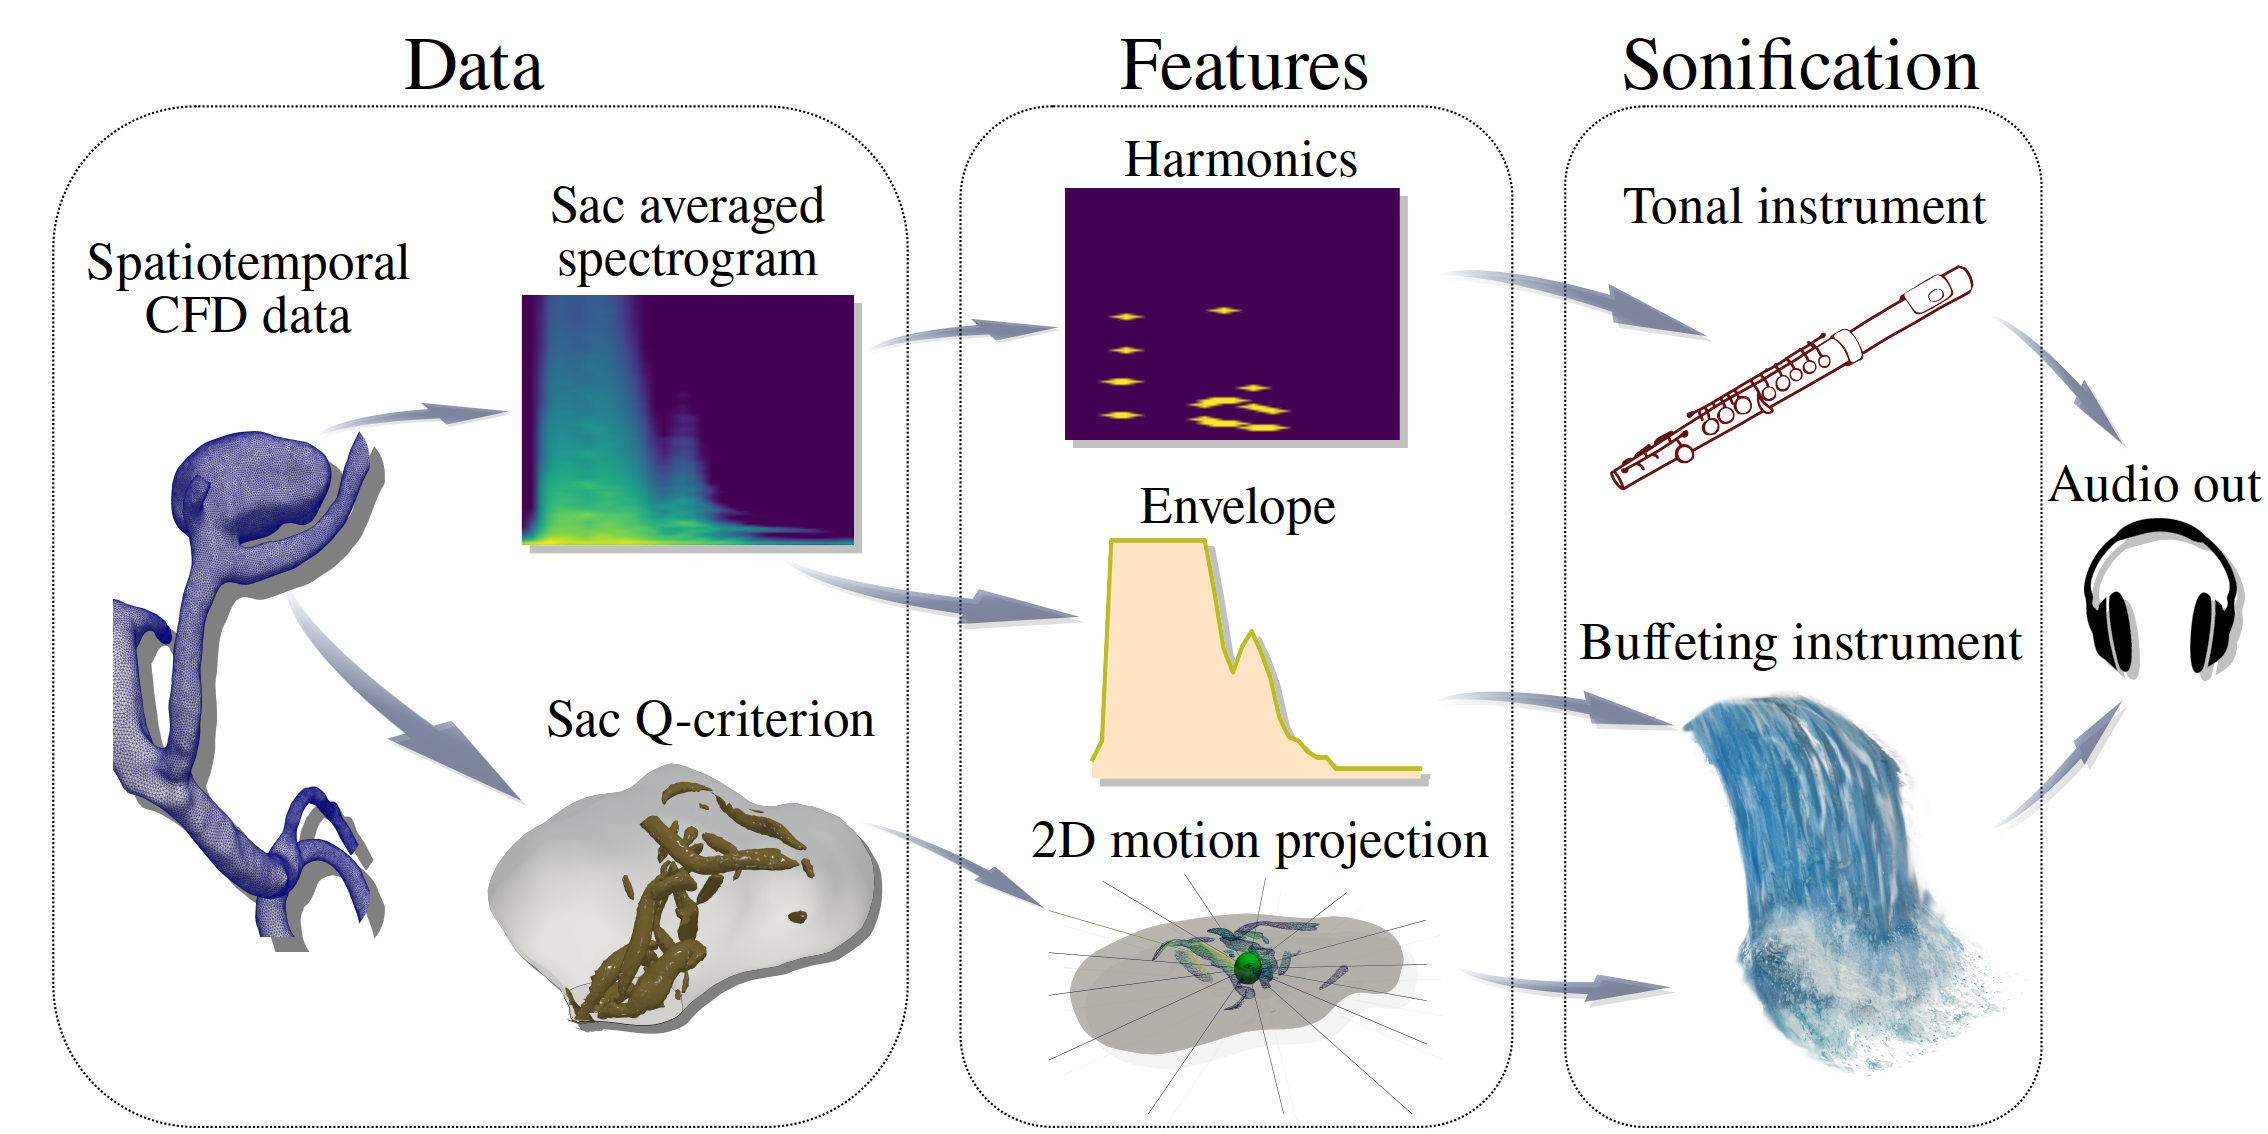 Data
Features
Sonification
Spatiotemporal
CFD data
Sac averaged
spectrogram
Sac Q-criterion
Harmonics
Envelope
2D motion projection
Tonal instrument
Buffeting instrument
Audio out